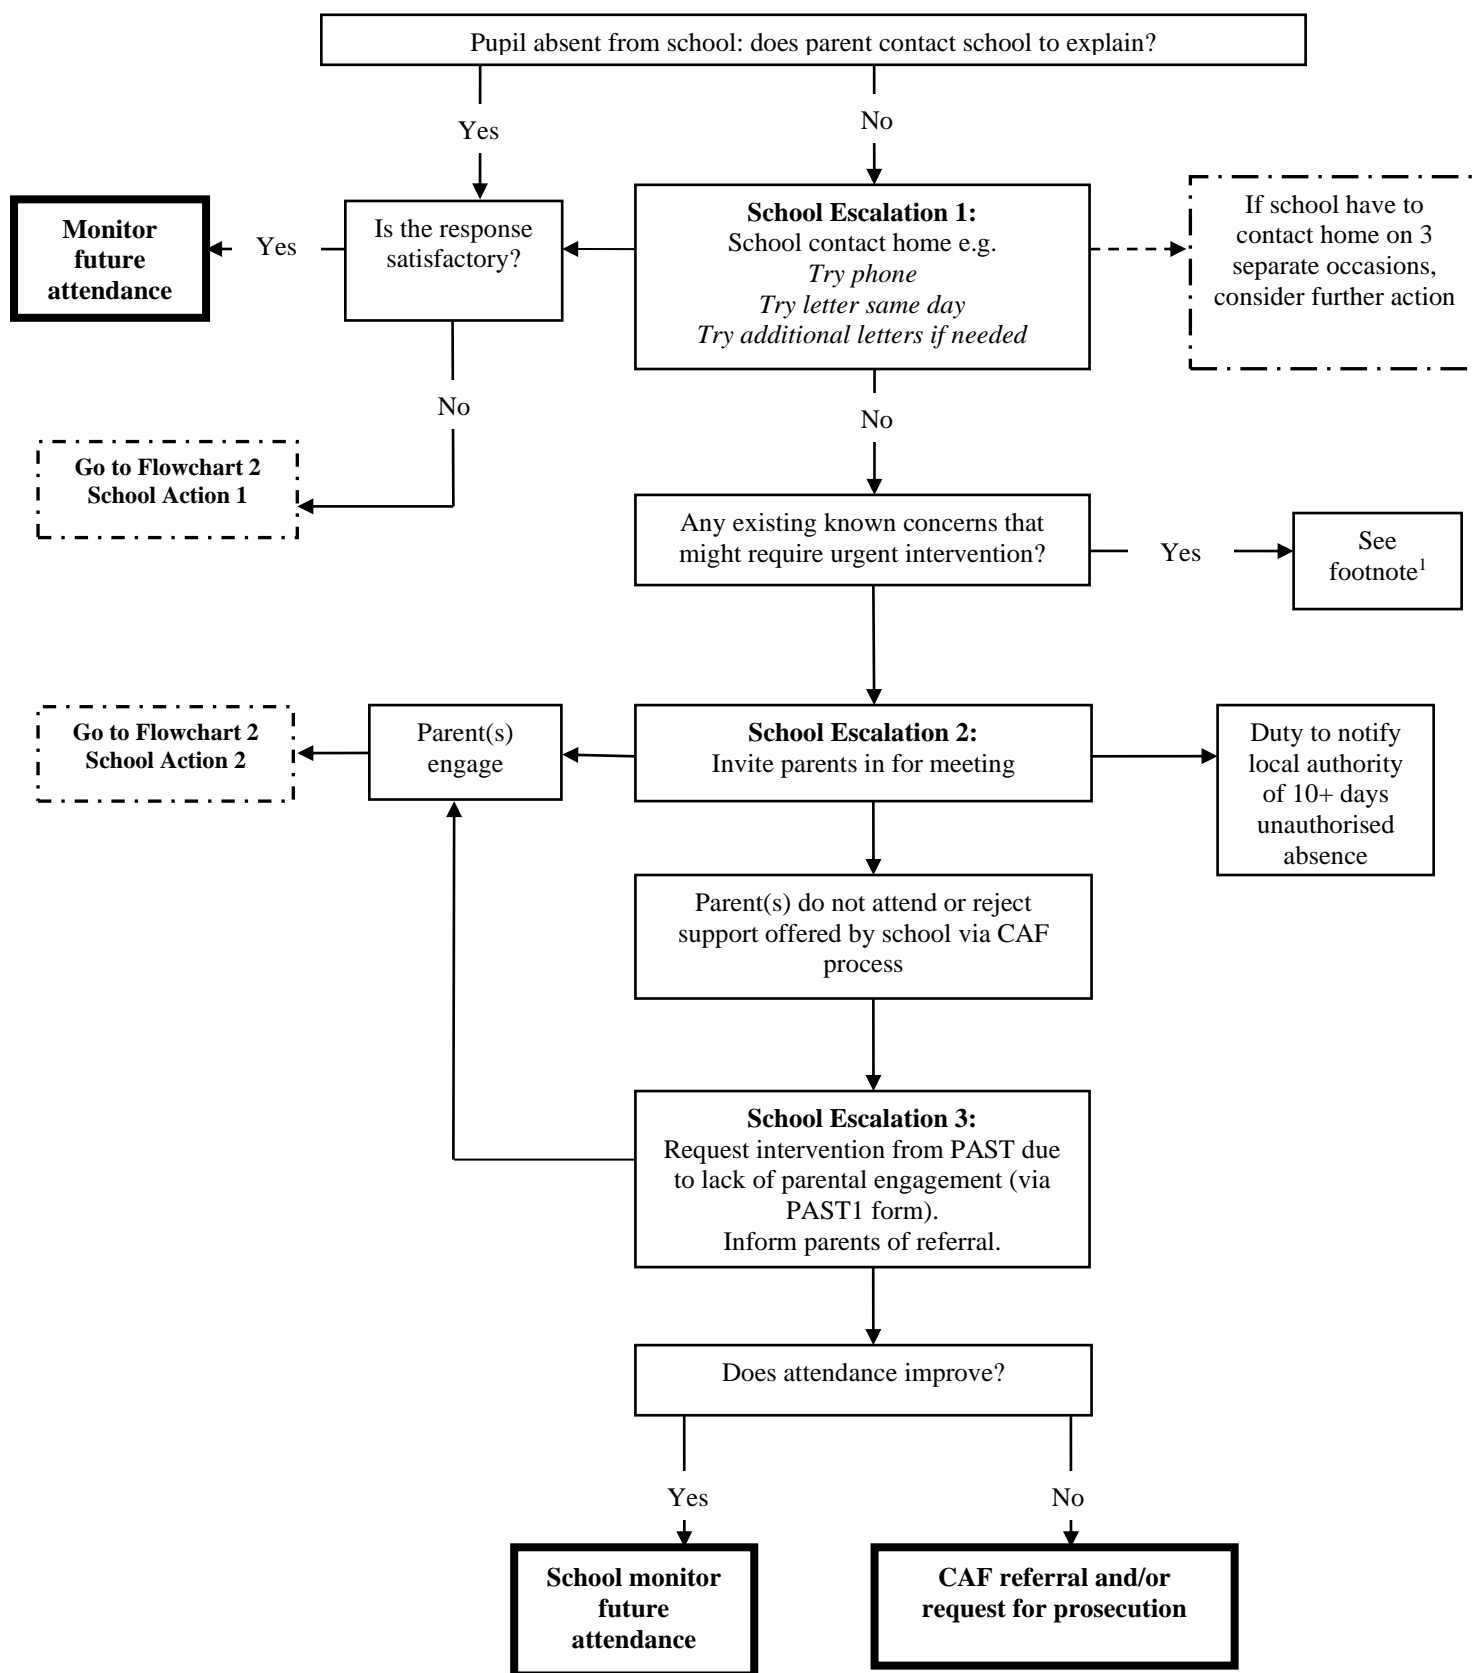 Pupil absent from school: does parent contact school to explain?
Yes
No
Monitor
future
attendance
Yes
Is the response
satisfactory?
School Escalation 1:
School contact home e.g.
Try phone
Try letter same day
Try additional letters if needed
If school have to
contact home on 3
separate occasions,
consider further action
No
No
Go to Flowchart 2
School Action 1
Any existing known concerns that
might require urgent intervention?
Yes
See
footnote1
Go to Flowchart 2
School Action 2
Parent(s)
engage
School Escalation 2:
Invite parents in for meeting
Duty to notify
local authority
of 10+ days
unauthorised
absence
Parent(s) do not attend or reject
support offered by school via CAF
process
School Escalation 3:
Request intervention from PAST due
to lack of parental engagement (via
PAST1 form).
Inform parents of referral.
Does attendance improve?
Yes
No
School monitor
future
attendance
CAF referral and/or
request for prosecution